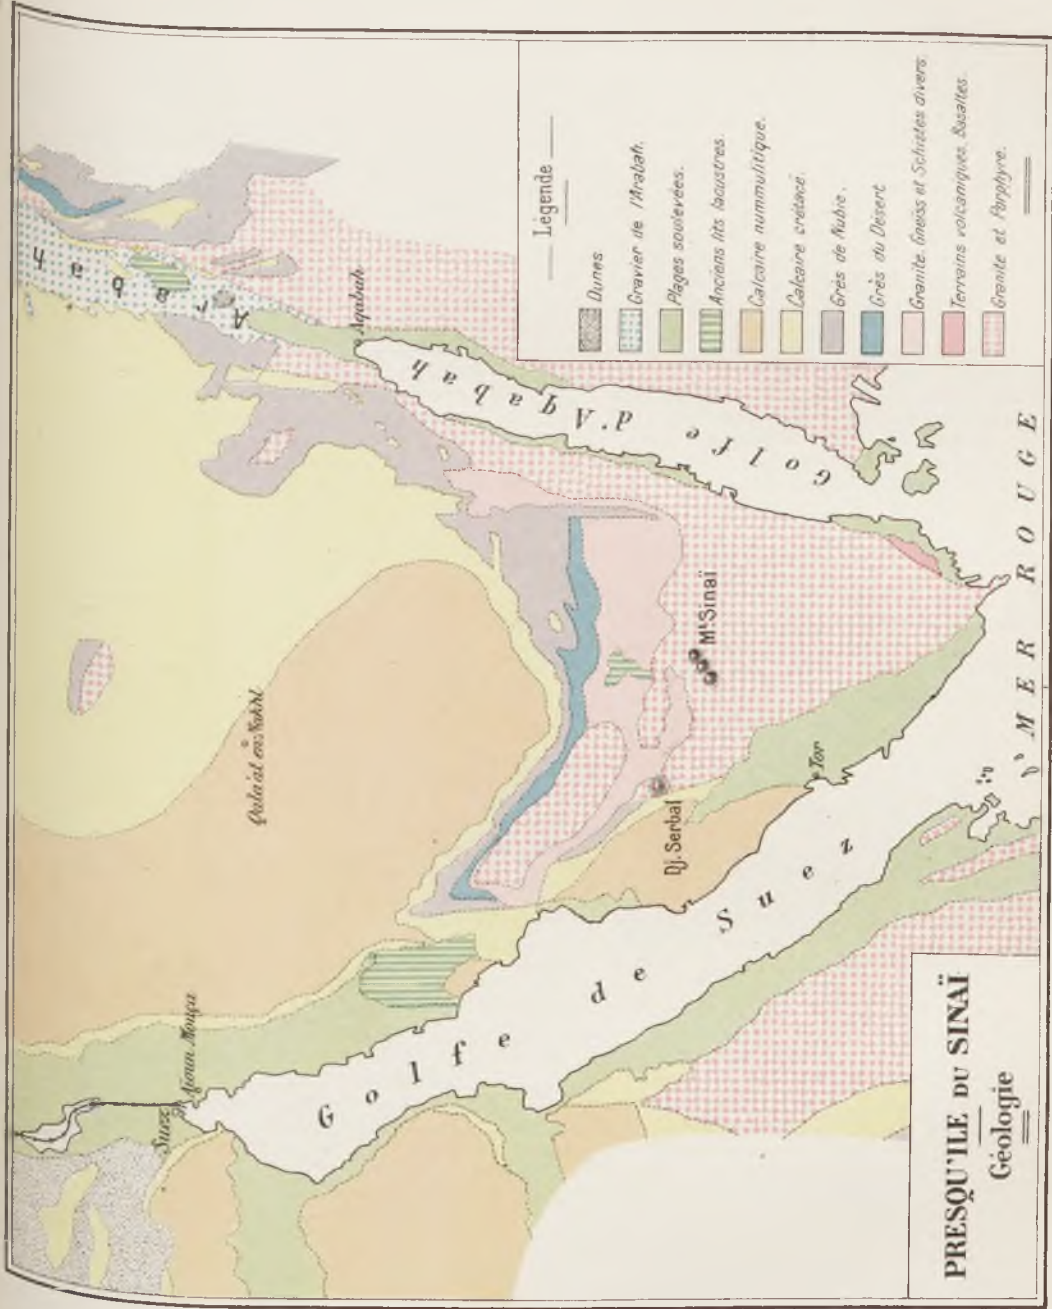 PRESQU'ILE DU SINAÏ
Géologie
Légende
Dunes
Gravier de l'Arabah.
Plages soulevées.
Anciens lits lacustres.
Calcaire nummulitique.
Calcaire crétacé.
Grès de Nubie.
Grès du Désert
Granite Gneiss et Schistes divers.
Terrains volcaniques. Basaltes.
Granite et Porphyre.
Suez
Ajoun Mouça
Qala'at en-Nakhl
Arabah
Aqabah
Golfe d'Aqabah
Golfe de Suez
Dj. Serbal
Mt Sinaï
Tor
MER ROUGE